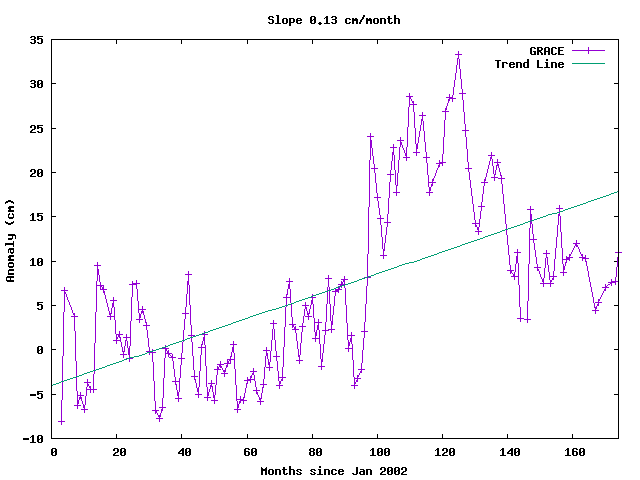 Slope 0.13 cm/month
35
30
25
20
15
10
5
0
-5
-10
Anomaly (cm)
GRACE
Trend Line
0 20 40 60 80 100 120 140 160
Months since Jan 2002